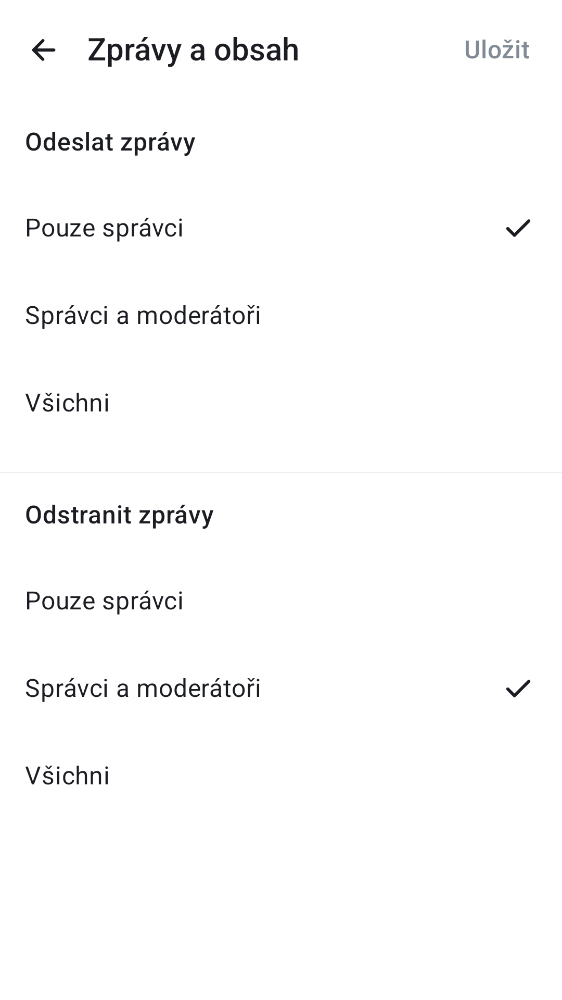 Zprávy a obsah
Uložit
Odeslat zprávy
Pouze správci
Správci a moderátoři
Všichni
Odstranit zprávy
Pouze správci
Správci a moderátoři
Všichni